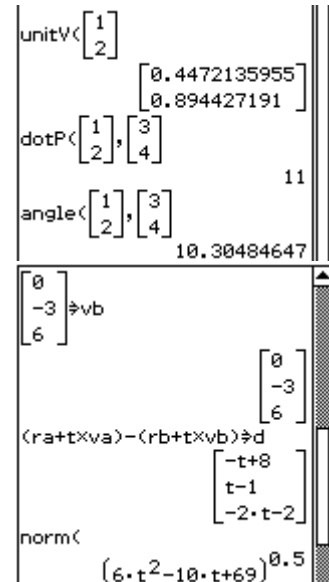 unitV([1
2]
[0.4472135955
0.894427191]
dotP([1
2],[3
4]
11
angle([1
2],[3
4]
10.30484647
[0
-3
6]⇒vb
[0
-3
6]
(ra+t×va)-(rb+t×vb)⇒d
[-t+8
t-1
-2·t-2]
norm(
(6·t²-10·t+69)^0.5